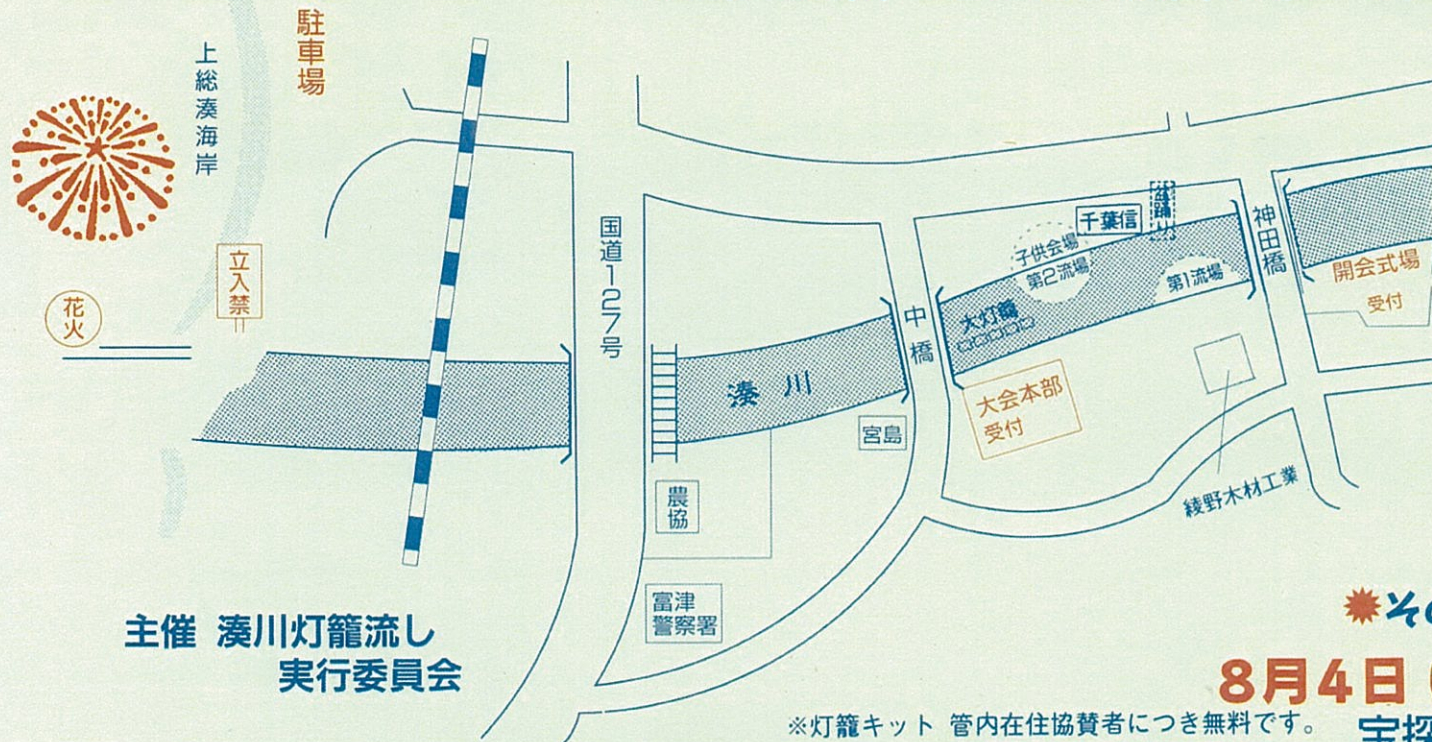 駐車場
上総湊海岸
立入禁
花火
国道127号
湊川
農協
富津
警察署
宮島
中橋
大灯籠
子供会場
第2流場
千葉信
第1流場
神田橋
開会式場
受付
大会本部
受付
綾野木材工業
主催 湊川灯籠流し
実行委員会
8月4日
※灯籠キット 管内在住協賛者につき無料です。
宝探